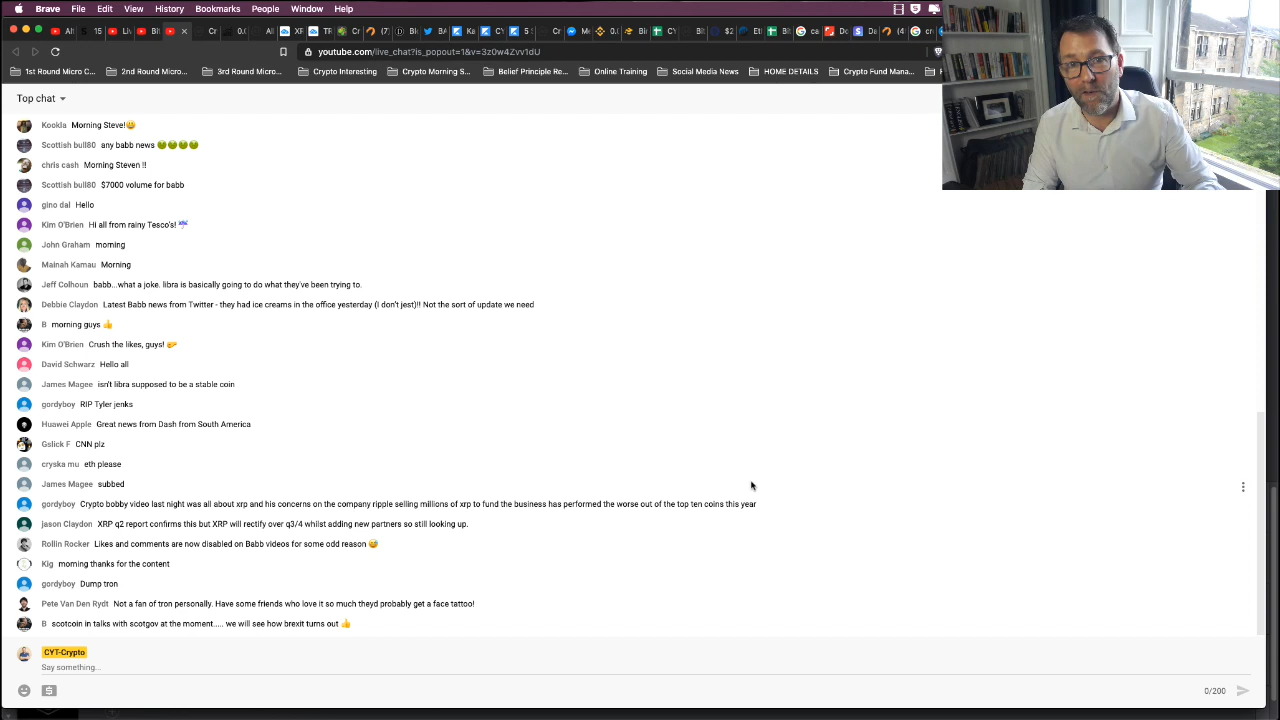 Brave File Edit View History Bookmarks People Window Help
youtube.com/live_chat?is_popout=1&v=3z0w4Zvv1dU
1st Round Micro C... 2nd Round Micro... 3rd Round Micro... Crypto Interesting Crypto Morning S... Belief Principle Re... Online Training Social Media News HOME DETAILS Crypto Fund Mana...
Top chat
Kookla Morning Steve!😀
Scottish bull80 any babb news 🤢🤢🤢🤢
chris cash Morning Steven !!
Scottish bull80 $7000 volume for babb
gino dal Hello
Kim O'Brien Hi all from rainy Tesco's! ☔
John Graham morning
Mainah Kamau Morning
Jeff Colhoun babb...what a joke. libra is basically going to do what they've been trying to.
Debbie Claydon Latest Babb news from Twitter - they had ice creams in the office yesterday (I don't jest)!! Not the sort of update we need
B morning guys 👍
Kim O'Brien Crush the likes, guys! 🤛
David Schwarz Hello all
James Magee isn't libra supposed to be a stable coin
gordyboy RIP Tyler jenks
Huawei Apple Great news from Dash from South America
Gslick F CNN plz
cryska mu eth please
James Magee subbed
gordyboy Crypto bobby video last night was all about xrp and his concerns on the company ripple selling millions of xrp to fund the business has performed the worse out of the top ten coins this year
jason Claydon XRP q2 report confirms this but XRP will rectify over q3/4 whilst adding new partners so still looking up.
Rollin Rocker Likes and comments are now disabled on Babb videos for some odd reason 😅
Kig morning thanks for the content
gordyboy Dump tron
Pete Van Den Rydt Not a fan of tron personally. Have some friends who love it so much theyd probably get a face tattoo!
B scotcoin in talks with scotgov at the moment..... we will see how brexit turns out 👍
CYT-Crypto
Say something...
0/200